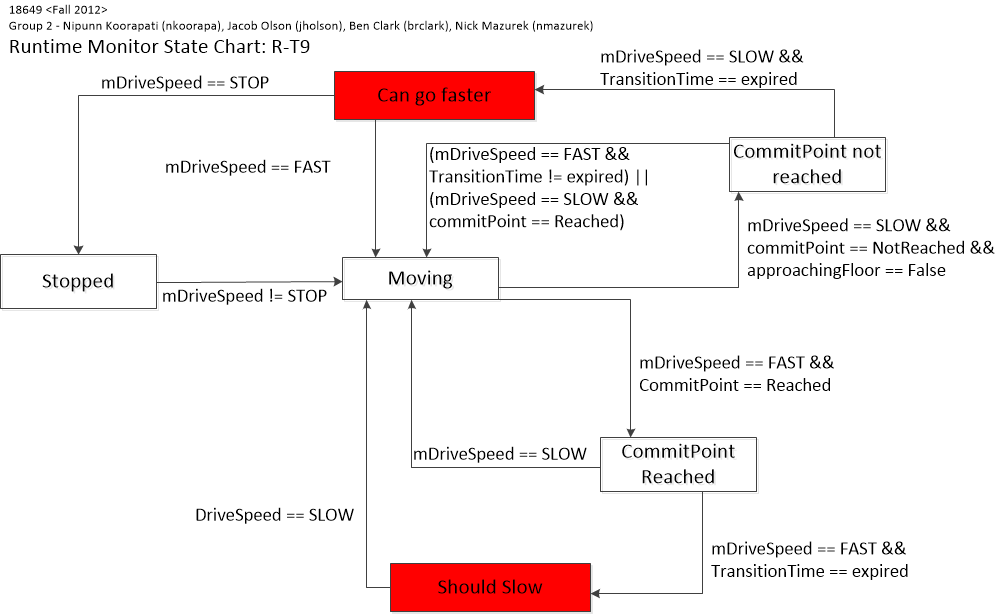 18649 <Fall 2012>
Group 2 - Nipunn Koorapati (nkoorapa), Jacob Olson (jholson), Ben Clark (brclark), Nick Mazurek (nmazurek)
Runtime Monitor State Chart: R-T9
mDriveSpeed == SLOW &&
TransitionTime == expired
mDriveSpeed == STOP
Can go faster
mDriveSpeed == FAST
(mDriveSpeed == FAST &&
TransitionTime != expired) ||
(mDriveSpeed == SLOW &&
commitPoint == Reached)
CommitPoint not
reached
mDriveSpeed == SLOW &&
commitPoint == NotReached &&
approachingFloor == False
Stopped
mDriveSpeed != STOP
Moving
mDriveSpeed == FAST &&
CommitPoint == Reached
mDriveSpeed == SLOW
CommitPoint
Reached
DriveSpeed == SLOW
mDriveSpeed == FAST &&
TransitionTime == expired
Should Slow